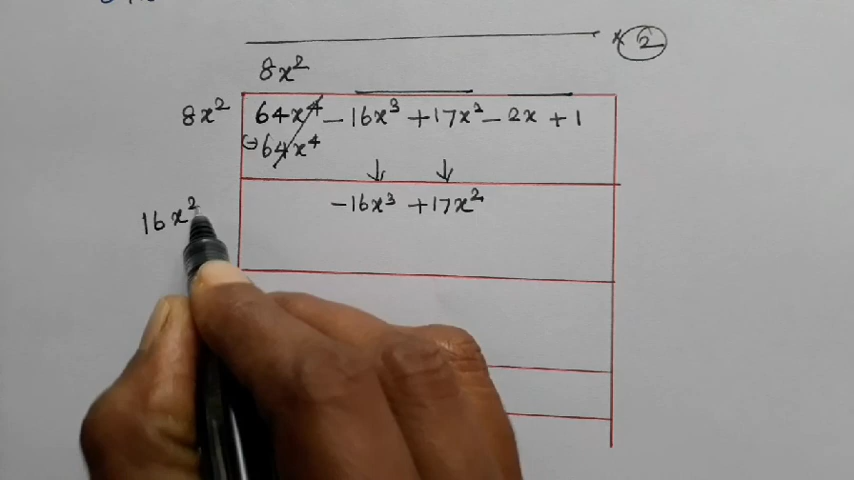 × 2
8x²
8x² 64x⁴ - 16x³ + 17x² - 2x + 1
⊖ 64x⁴
↓ ↓
-16x³ + 17x²
16x²